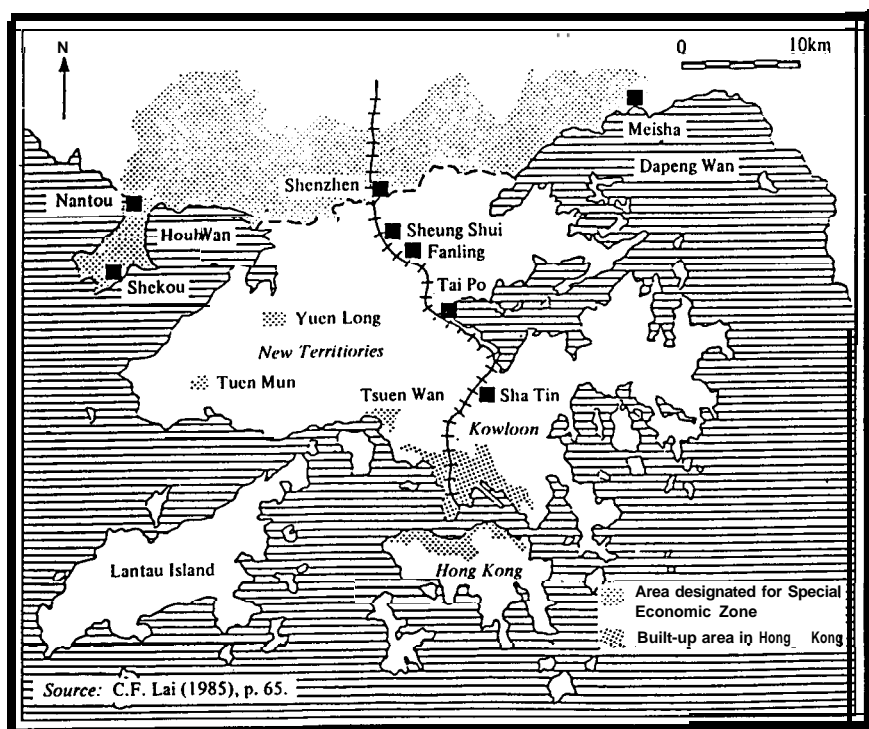 N
0 10km
Meisha
Dapeng Wan
Shenzhen
Nantou
HouhWan
Sheung Shui
Fanling
Shekou
Tai Po
Yuen Long
New Territiories
Tuen Mun
Tsuen Wan
Sha Tin
Kowloon
Lantau Island
Hong Kong
Area designated for Special
Economic Zone
Built-up area in Hong Kong
Source: C.F. Lai (1985), p. 65.